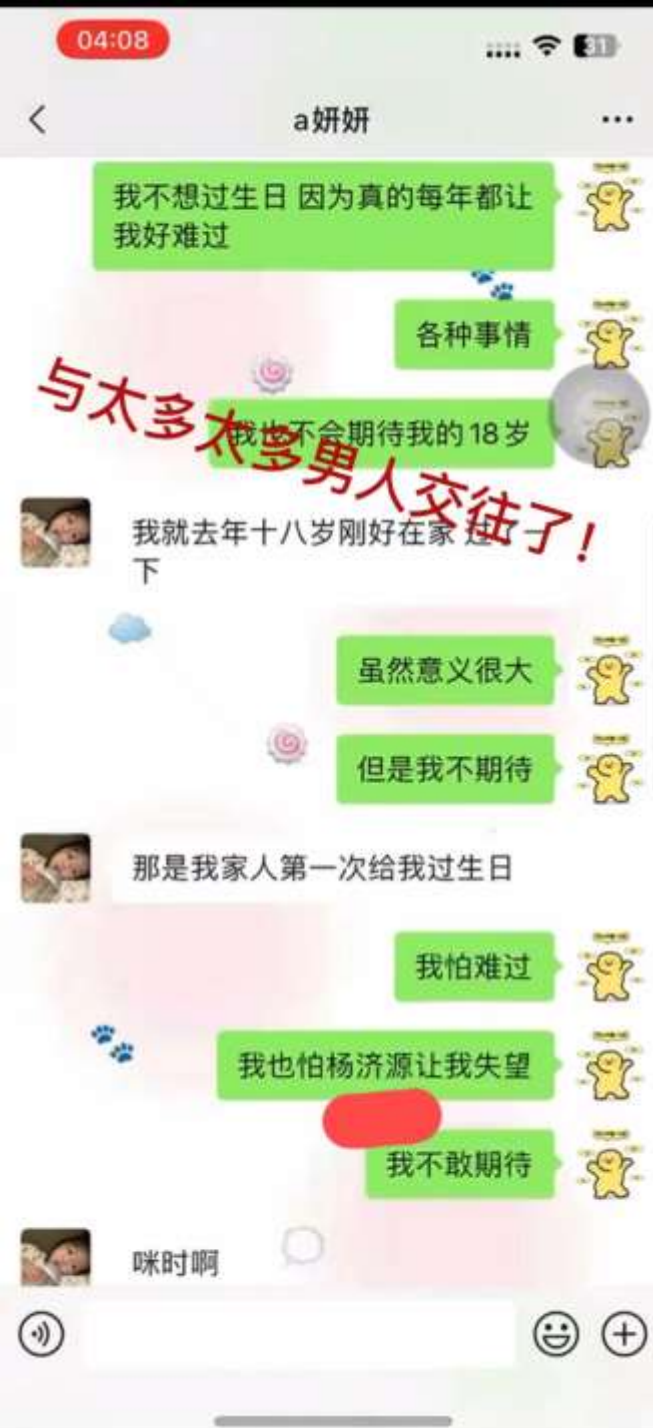 04:08
31
a妍妍
我不想过生日 因为真的每年都让
我好难过
各种事情
我也不会期待我的18岁
与太多太多男人交往了!
我就去年十八岁刚好在家 过了一
下
虽然意义很大
但是我不期待
那是我家人第一次给我过生日
我怕难过
我也怕杨济源让我失望
我不敢期待
咪时啊